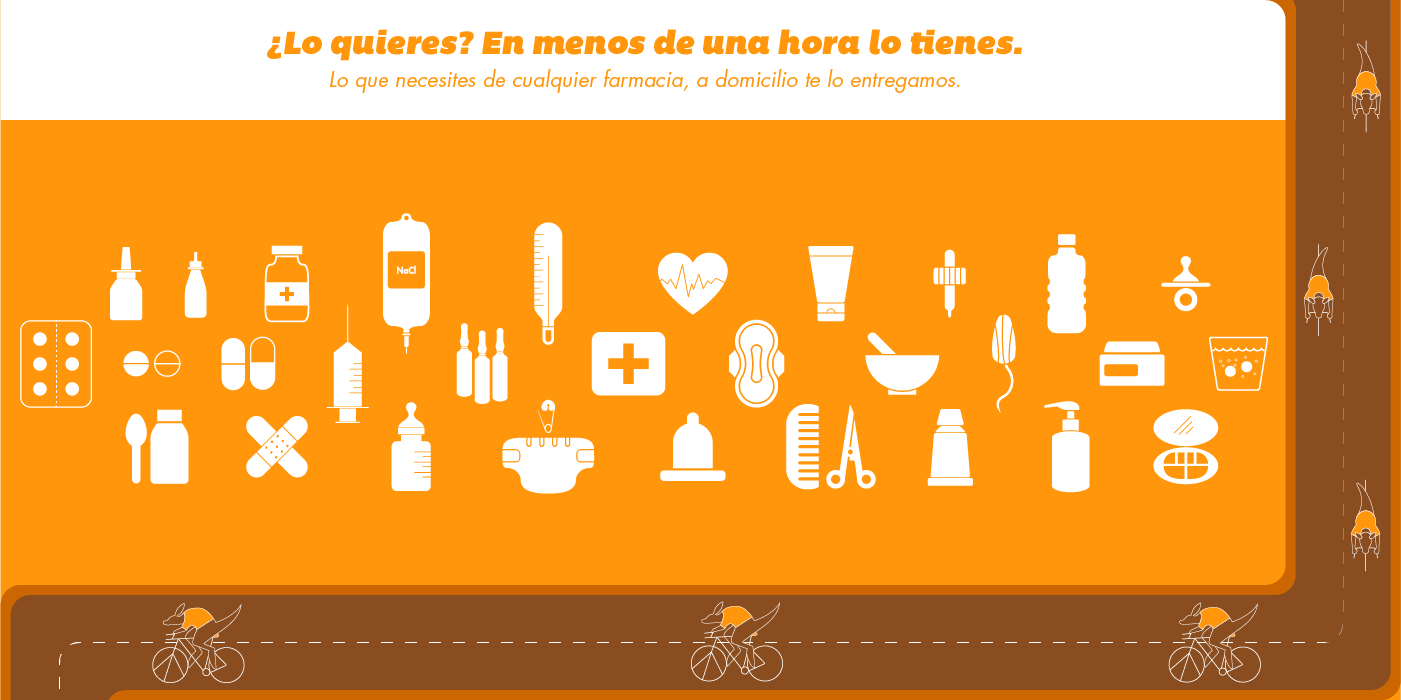 ¿Lo quieres? En menos de una hora lo tienes.
Lo que necesites de cualquier farmacia, a domicilio te lo entregamos.
NaCl